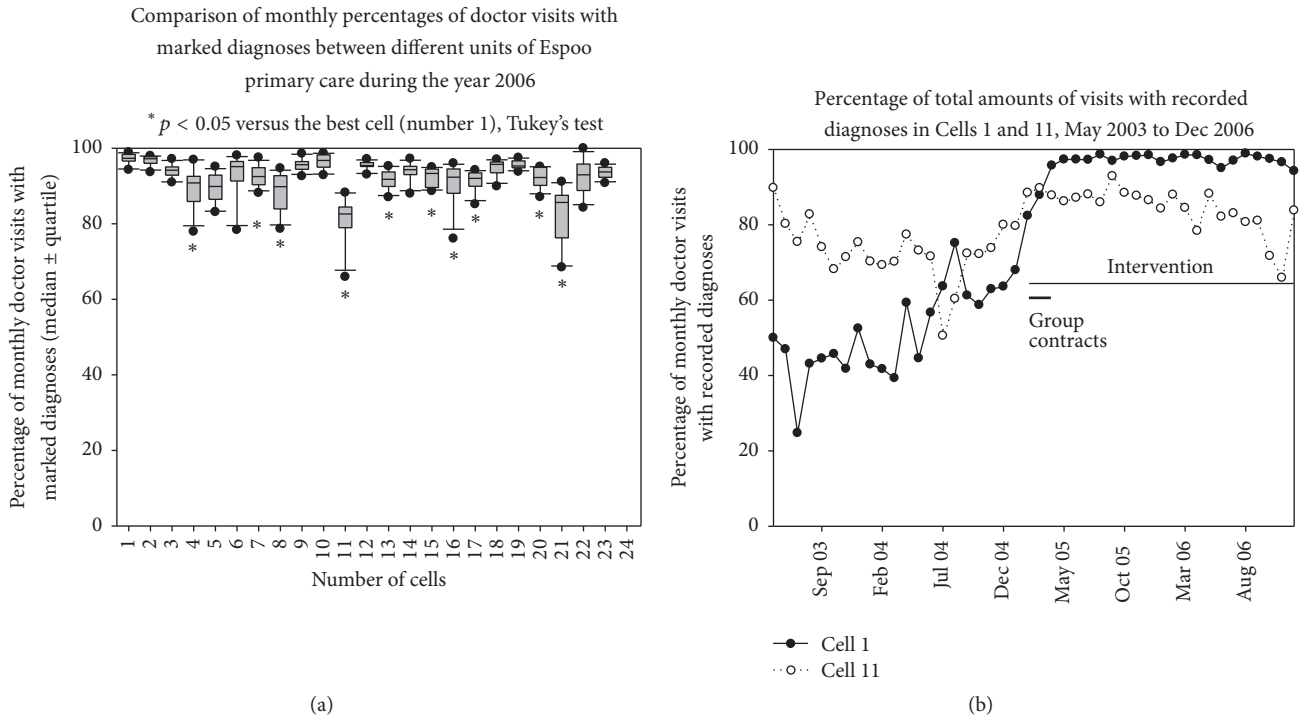 Comparison of monthly percentages of doctor visits with
marked diagnoses between different units of Espoo
primary care during the year 2006
* p < 0.05 versus the best cell (number 1), Tukey's test
Percentage of monthly doctor visits with
marked diagnoses (median ± quartile)
100
80
60
40
20
0
* * * * * * * * * *
1 2 3 4 5 6 7 8 9 10 11 12 13 14 15 16 17 18 19 20 21 22 23 24
Number of cells
(a)
Percentage of total amounts of visits with recorded
diagnoses in Cells 1 and 11, May 2003 to Dec 2006
Percentage of monthly doctor visits
with recorded diagnoses
100
80
60
40
20
0
Intervention
Group
contracts
Sep 03 Feb 04 Jul 04 Dec 04 May 05 Oct 05 Mar 06 Aug 06
Cell 1
Cell 11
(b)